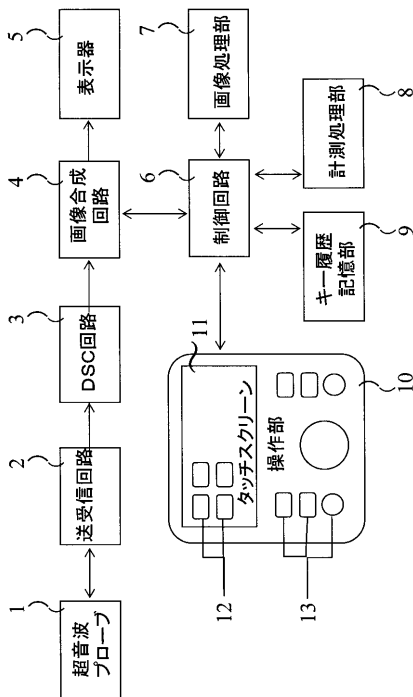 1
超音波
プローブ
2
送受信回路
3
DSC回路
4
画像合成
回路
5
表示器
6
制御回路
7
画像処理部
8
計測処理部
9
キー履歴
記憶部
10
11
タッチスクリーン
操作部
12
13